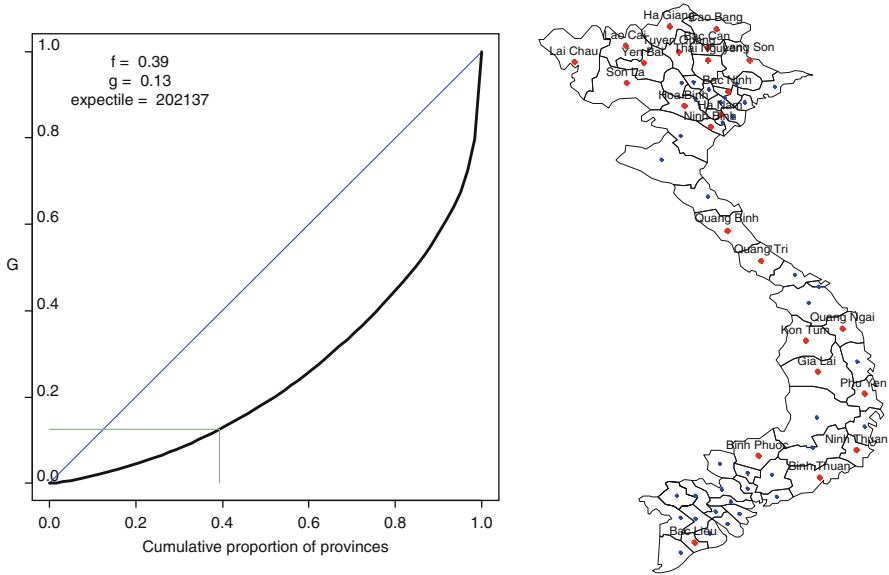 f = 0.39
g = 0.13
expectile = 202137
1.0
0.8
0.6
G
0.4
0.2
0.0
0.0
0.2
0.4
0.6
0.8
1.0
Cumulative proportion of provinces
Ha Giang
Cao Bang
Lao Cai
Tuyen Quang
Bac Can
Lai Chau
Yen Bai
Thai Nguyen
Lang Son
Son La
Bac Ninh
Hoa Binh
Ha Nam
Ninh Binh
Quang Binh
Quang Tri
Quang Ngai
Kon Tum
Gia Lai
Phu Yen
Binh Phuoc
Ninh Thuan
Binh Thuan
Bac Lieu